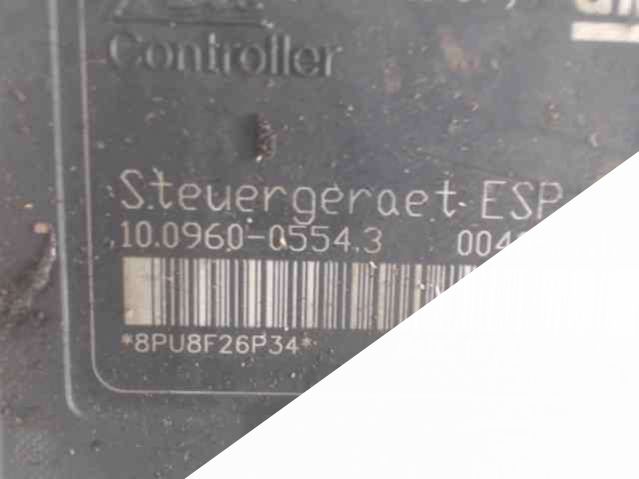 Controller
Steuergeraet ESP
10.0960-0554.3
*8PU8F26P34*